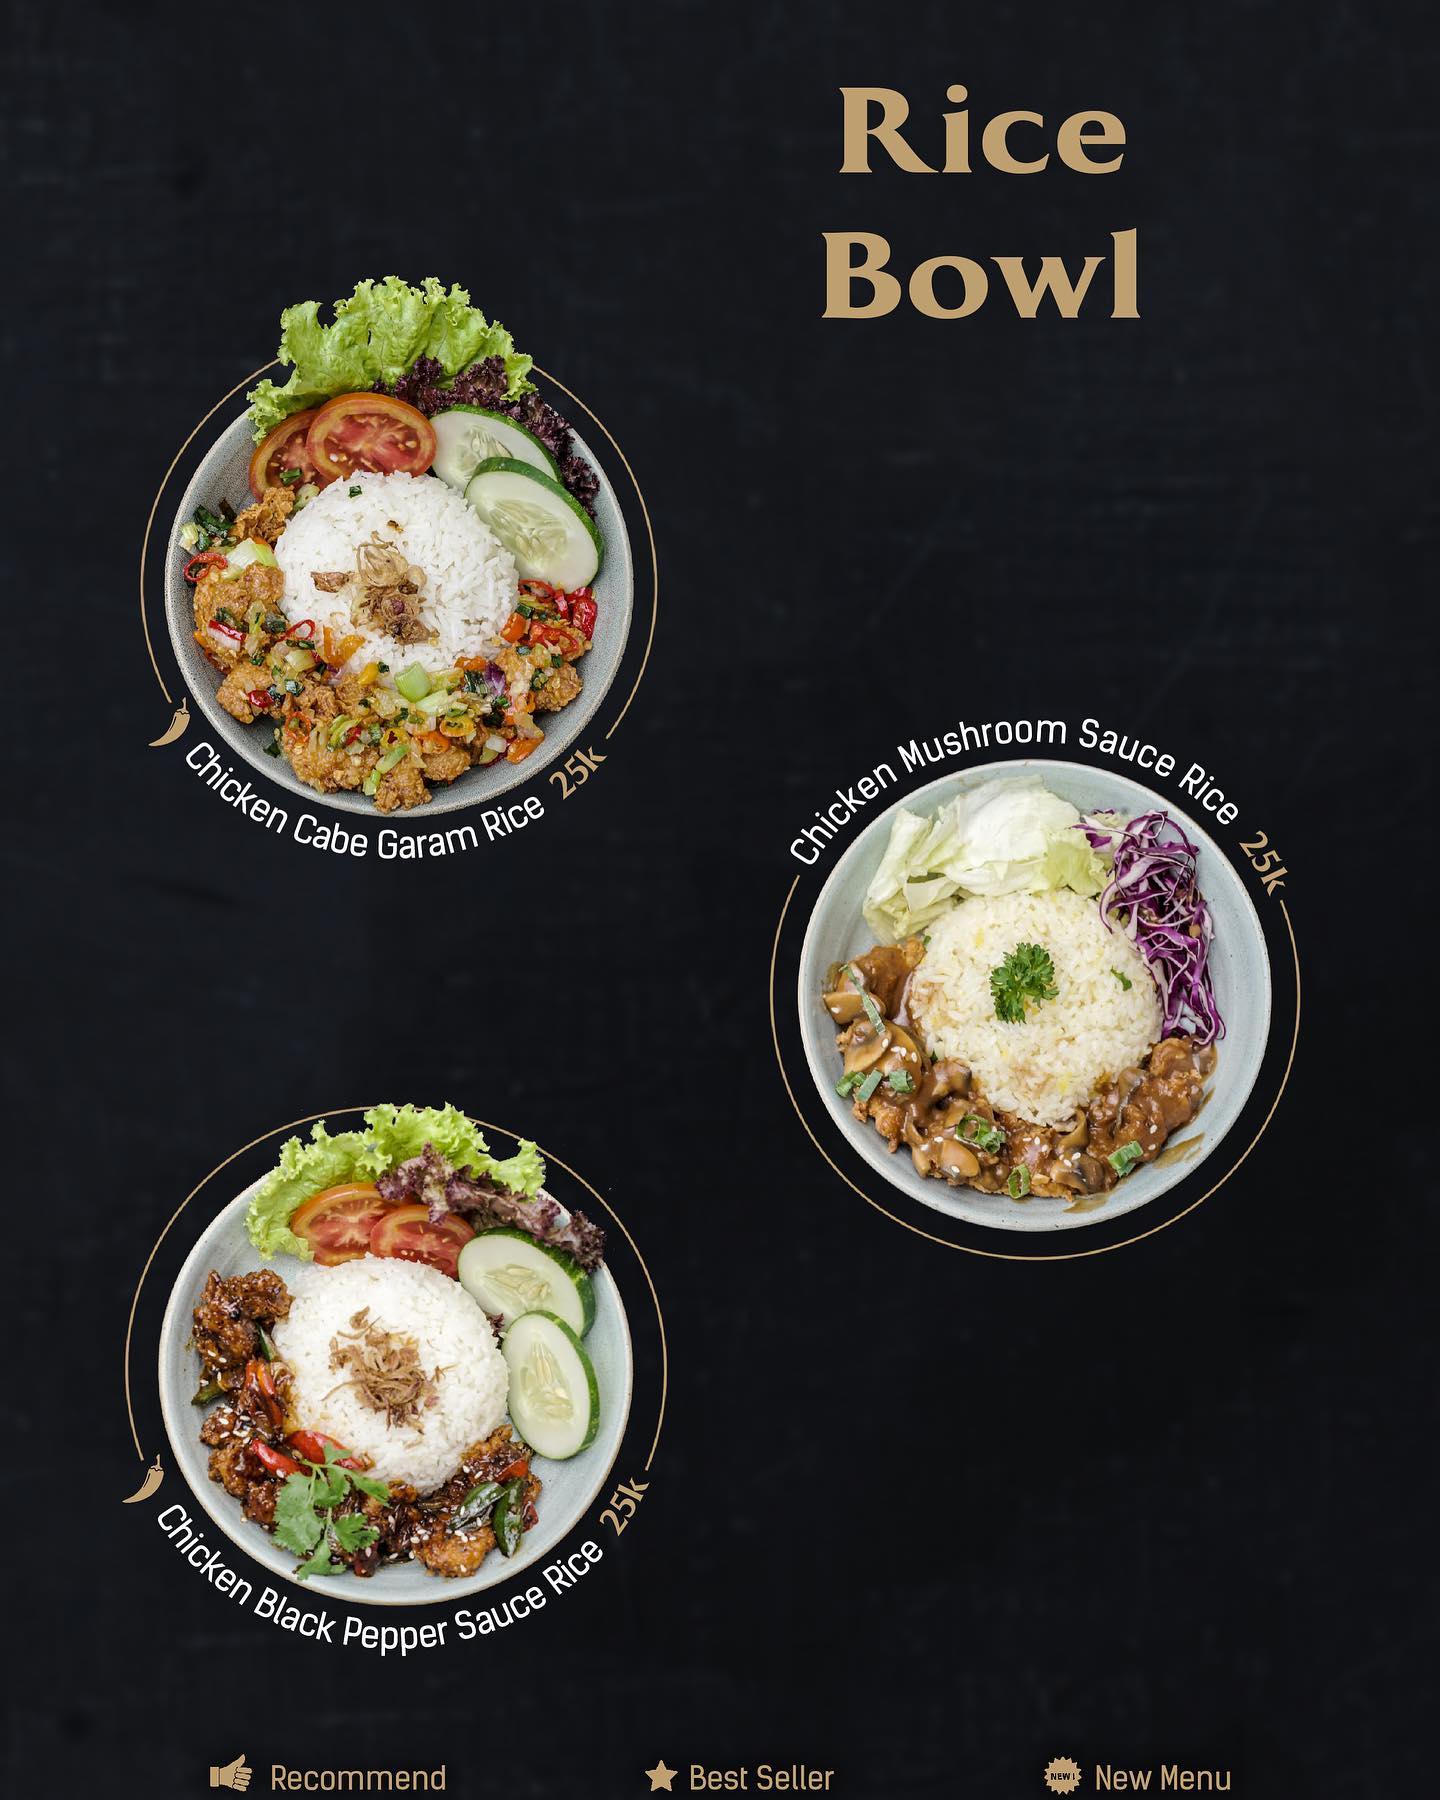 Rice
Bowl
Chicken Cabe Garam Rice 25k
Chicken Mushroom Sauce Rice 25k
Chicken Black Pepper Sauce Rice 25k
Recommend
Best Seller
NEW!
New Menu